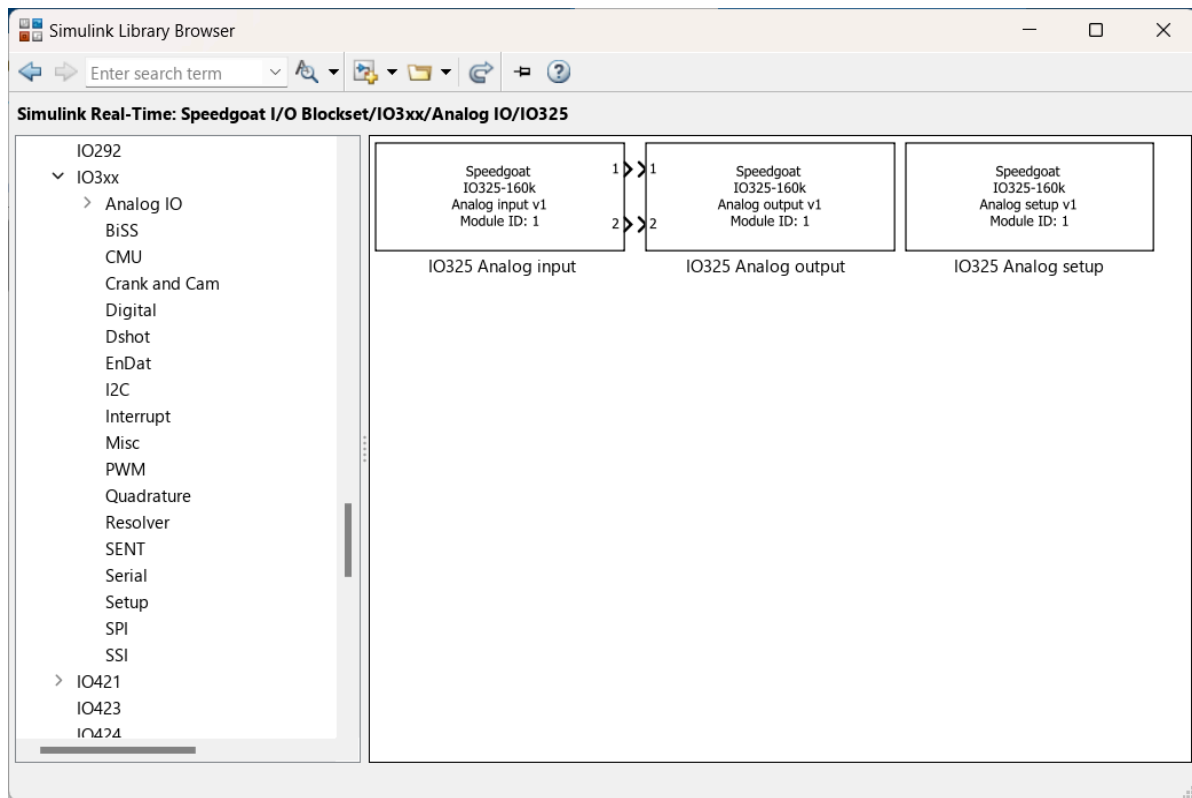 Simulink Library Browser
Enter search term
Simulink Real-Time: Speedgoat I/O Blockset/IO3xx/Analog IO/IO325
IO292
IO3xx
Analog IO
BiSS
CMU
Crank and Cam
Digital
Dshot
EnDat
I2C
Interrupt
Misc
PWM
Quadrature
Resolver
SENT
Serial
Setup
SPI
SSI
IO421
IO423
IO424
Speedgoat
IO325-160k
Analog input v1
Module ID: 1
1
2
IO325 Analog input
1
2
Speedgoat
IO325-160k
Analog output v1
Module ID: 1
IO325 Analog output
Speedgoat
IO325-160k
Analog setup v1
Module ID: 1
IO325 Analog setup